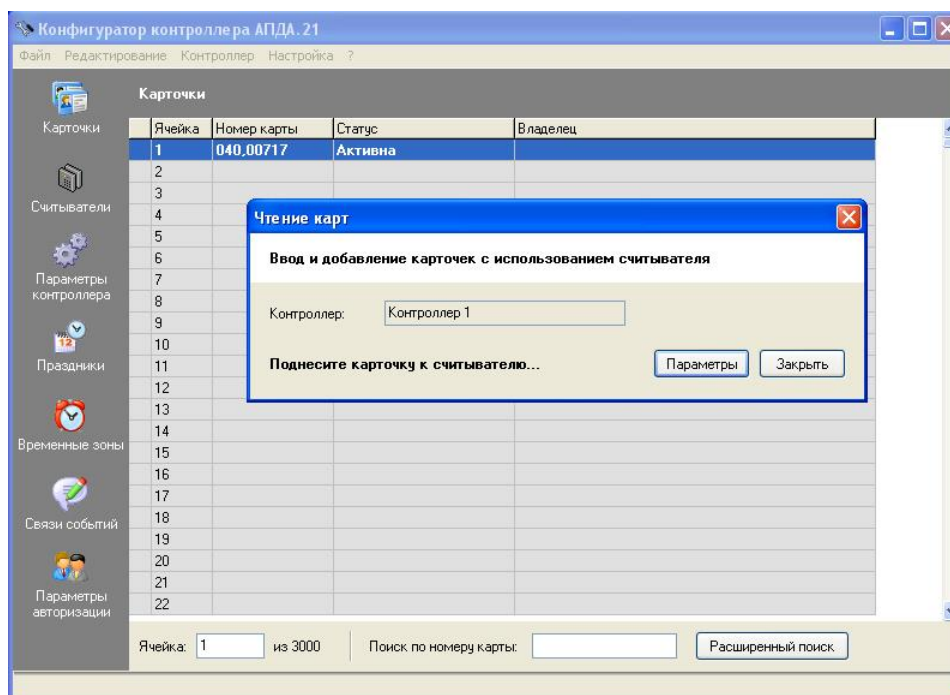 Конфигуратор контроллера АПДА.21
Файл Редактирование Контроллер Настройка ?
Карточки
Карточки
Ячейка Номер карты Статус Владелец
1 040,00717 Активна
2
3
Считыватели
4
Чтение карт
5
6
Ввод и добавление карточек с использованием считывателя
7
Параметры
контроллера
8
Контроллер: Контроллер 1
9
10
12
Праздники
11
Поднесите карточку к считывателю... Параметры Закрыть
12
13
14
Временные зоны
15
16
17
18
Связи событий
19
20
21
Параметры
авторизации
22
Ячейка: 1 из 3000 Поиск по номеру карты: Расширенный поиск